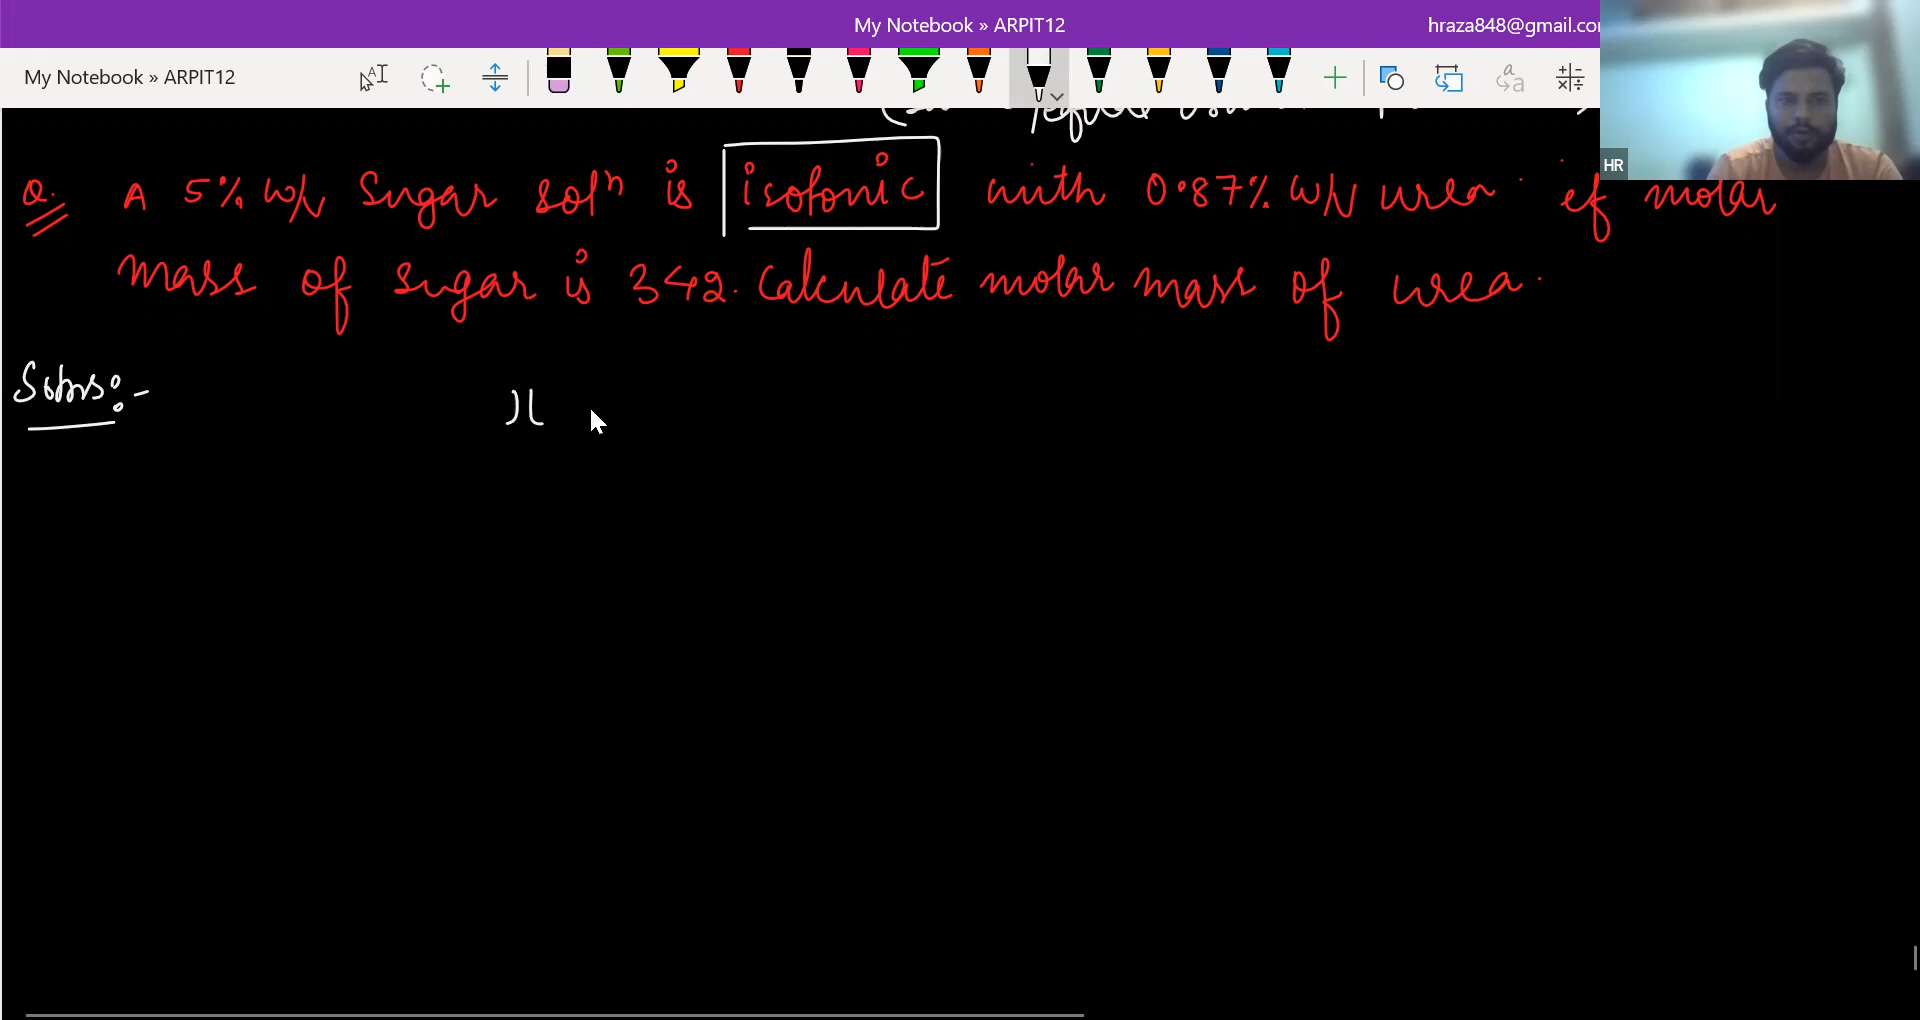 My Notebook » ARPIT12
hraza848@gmail.co
My Notebook » ARPIT12
HR
Q. A 5% W/V Sugar solⁿ is isotonic with 0.87% W/V urea. if molar
mass of sugar is 342. Calculate molar mass of urea.
Solns:-
π